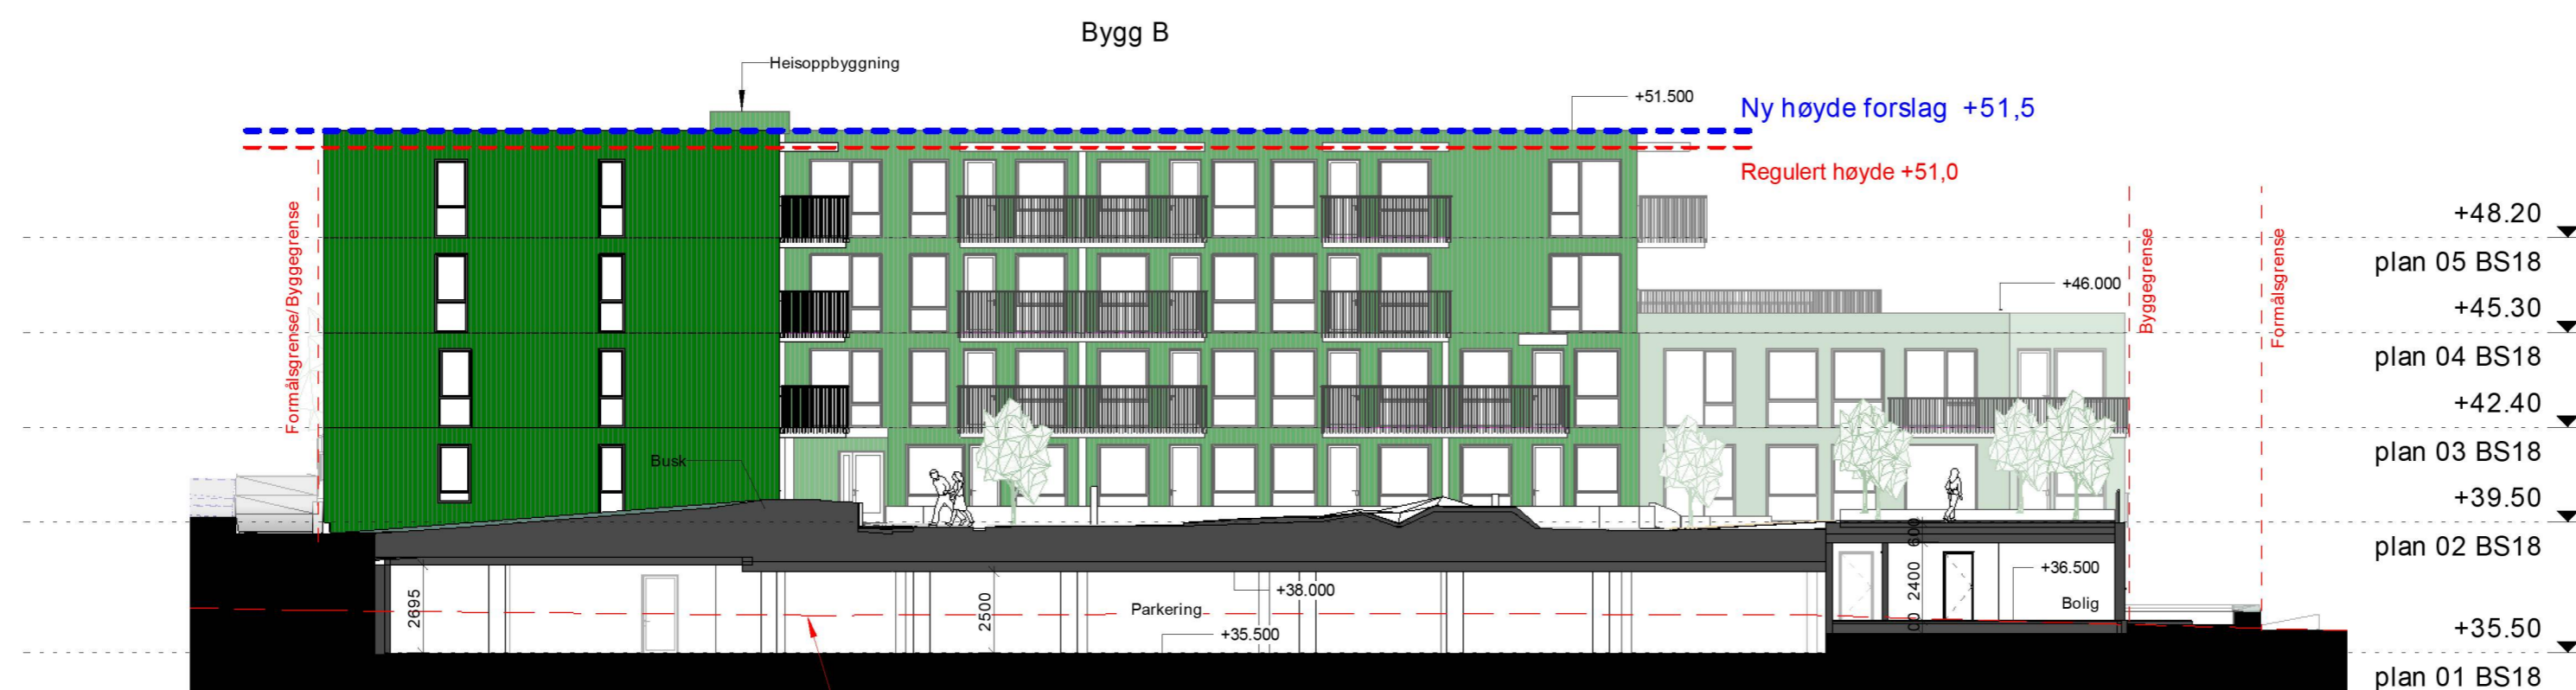 Bygg B
Heisoppbyggning
+51.500
Ny høyde forslag +51,5
Regulert høyde +51,0
+48.20
plan 05 BS18
+46.000
+45.30
plan 04 BS18
+42.40
plan 03 BS18
+39.50
plan 02 BS18
+35.50
plan 01 BS18
Formålsgrense/Byggegrense
Byggegrense
Formålsgrense
Busk
2695
2500
+38.000
Parkering
+35.500
600
2400
+36.500
Bolig